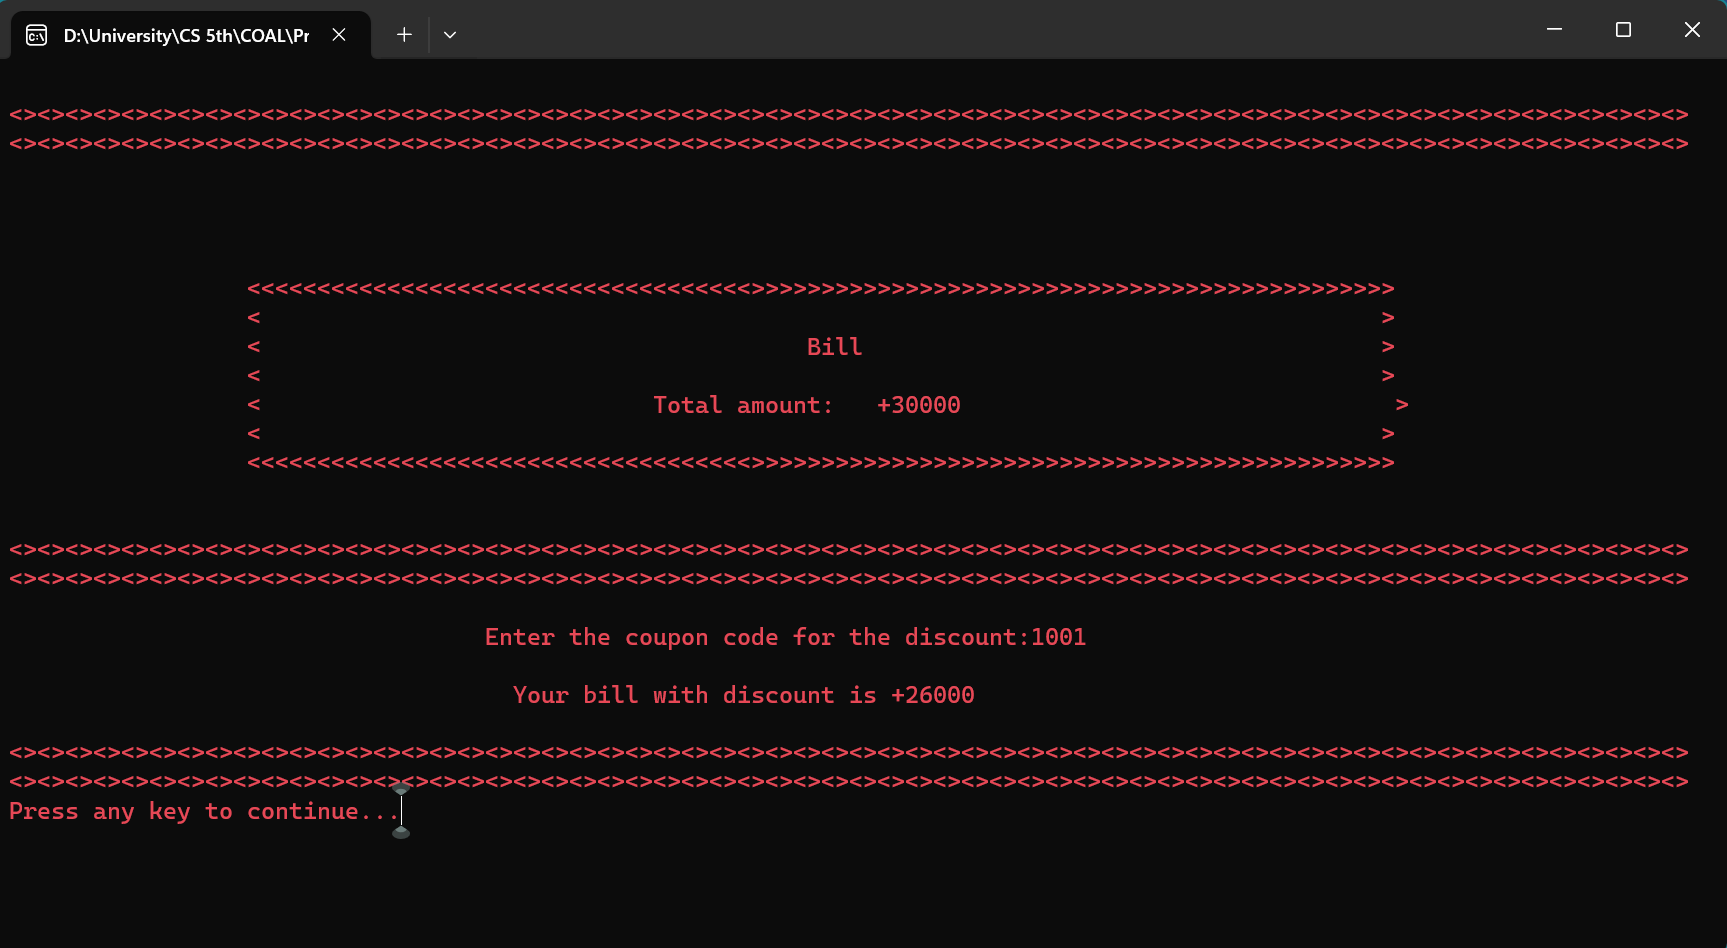 D:\University\CS 5th\COAL\Pr
<><><><><><><><><><><><><><><><><><><><><><><><><><><><><><><><><><><><><><><><><><><><><><><><><><><><><><><><><><><><>
<><><><><><><><><><><><><><><><><><><><><><><><><><><><><><><><><><><><><><><><><><><><><><><><><><><><><><><><><><><><>
<<<<<<<<<<<<<<<<<<<<<<<<<<<<<<<<<<<<>>>>>>>>>>>>>>>>>>>>>>>>>>>>>>>>>>>>>>>>>>>>>>
< >
< Bill >
< >
< Total amount: +30000 >
< >
<<<<<<<<<<<<<<<<<<<<<<<<<<<<<<<<<<<<>>>>>>>>>>>>>>>>>>>>>>>>>>>>>>>>>>>>>>>>>>>>>>
<><><><><><><><><><><><><><><><><><><><><><><><><><><><><><><><><><><><><><><><><><><><><><><><><><><><><><><><><><><><>
<><><><><><><><><><><><><><><><><><><><><><><><><><><><><><><><><><><><><><><><><><><><><><><><><><><><><><><><><><><><>
Enter the coupon code for the discount:1001
Your bill with discount is +26000
<><><><><><><><><><><><><><><><><><><><><><><><><><><><><><><><><><><><><><><><><><><><><><><><><><><><><><><><><><><><>
<><><><><><><><><><><><><><><><><><><><><><><><><><><><><><><><><><><><><><><><><><><><><><><><><><><><><><><><><><><><>
Press any key to continue...